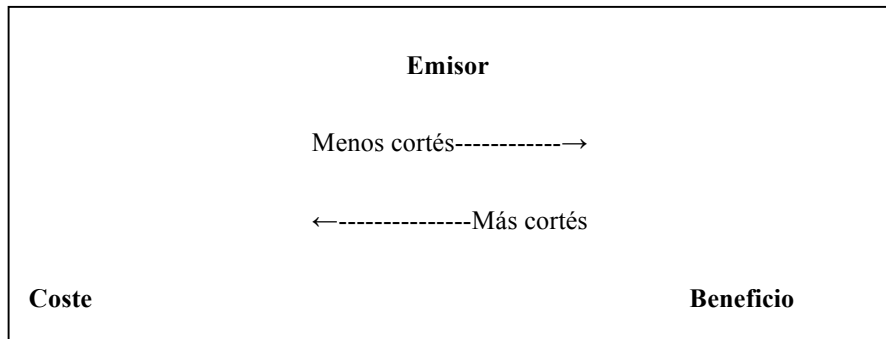 Emisor
Menos cortés------------→
←---------------Más cortés
Coste Beneficio